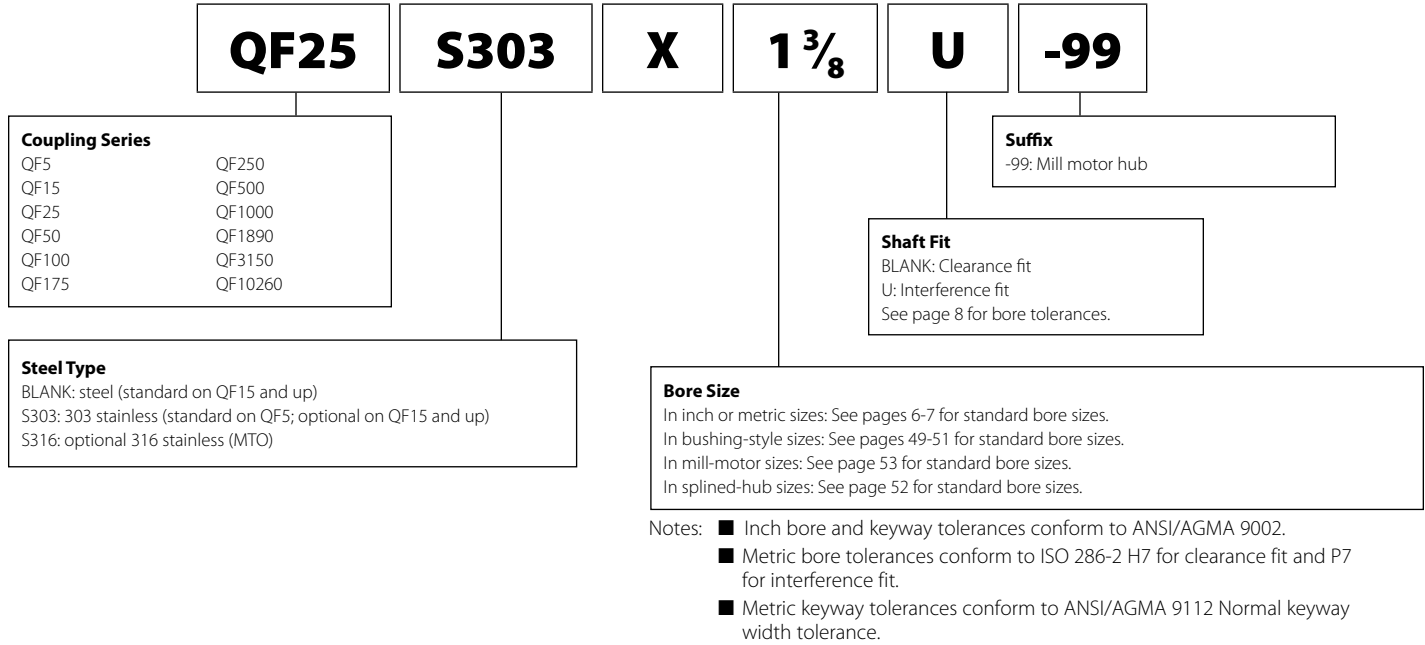 QF25 S303 X 1 ⅜ U -99
Coupling Series
QF5 QF250
QF15 QF500
QF25 QF1000
QF50 QF1890
QF100 QF3150
QF175 QF10260
Suffix
-99: Mill motor hub
Shaft Fit
BLANK: Clearance fit
U: Interference fit
See page 8 for bore tolerances.
Steel Type
BLANK: steel (standard on QF15 and up)
S303: 303 stainless (standard on QF5; optional on QF15 and up)
S316: optional 316 stainless (MTO)
Bore Size
In inch or metric sizes: See pages 6-7 for standard bore sizes.
In bushing-style sizes: See pages 49-51 for standard bore sizes.
In mill-motor sizes: See page 53 for standard bore sizes.
In splined-hub sizes: See page 52 for standard bore sizes.
Notes: ■ Inch bore and keyway tolerances conform to ANSI/AGMA 9002.
■ Metric bore tolerances conform to ISO 286-2 H7 for clearance fit and P7
for interference fit.
■ Metric keyway tolerances conform to ANSI/AGMA 9112 Normal keyway
width tolerance.